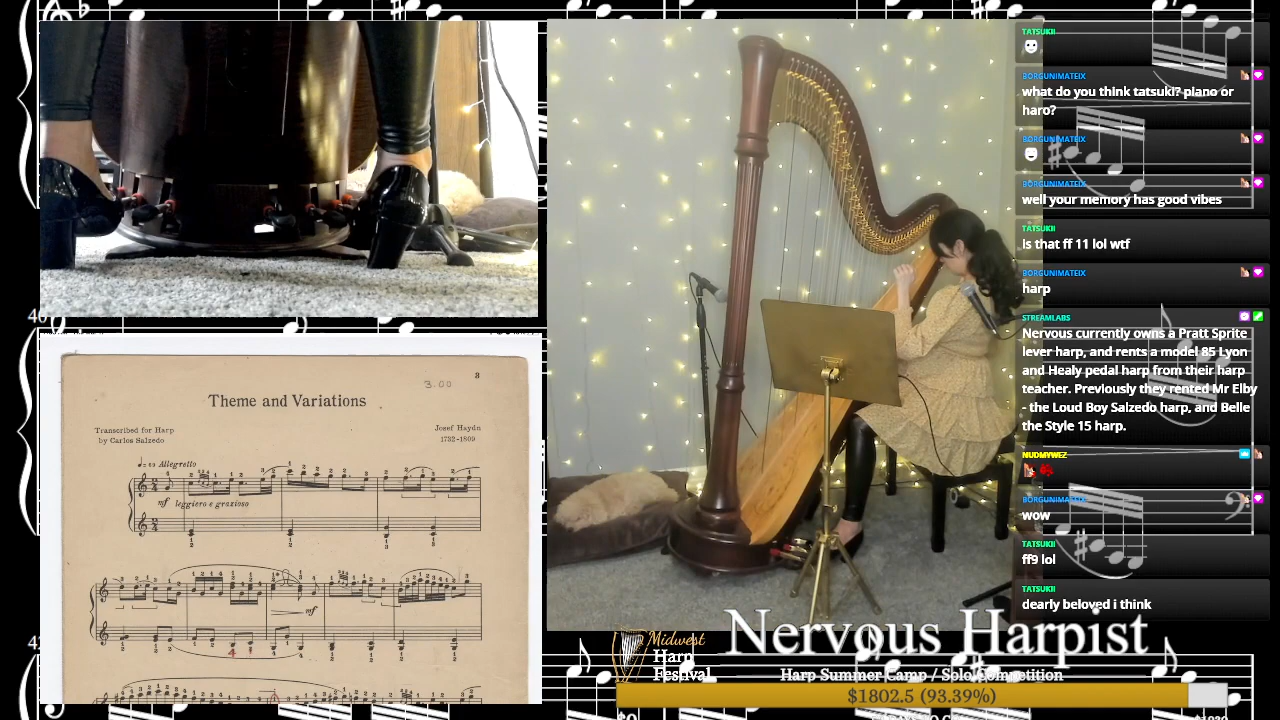 3.00
3
Theme and Variations
Transcribed for Harp
by Carlos Salzedo
Josef Haydn
1732-1809
Allegretto
mf leggiero e grazioso
mf
TATSUKII
BORGUNIMATEIX
what do you think tatsuki? piano or
haro?
BORGUNIMATEIX
BORGUNIMATEIX
well your memory has good vibes
TATSUKII
Is that ff 11 lol wtf
BORGUNIMATEIX
harp
STREAMLABS
Nervous currently owns a Pratt Sprite
lever harp, and rents a model 85 Lyon
and Healy pedal harp from their harp
teacher. Previously they rented Mr Elby
- the Loud Boy Salzedo harp, and Belle
the Style 15 harp.
NUDMYWEZ
BORGUNIMATEIX
wow
TATSUKII
ff9 lol
TATSUKII
dearly beloved i think
Nervous Harpist
Midwest
Harp
Festival
Harp Summer Camp / Solo Competition
$1802.5 (93.39%)